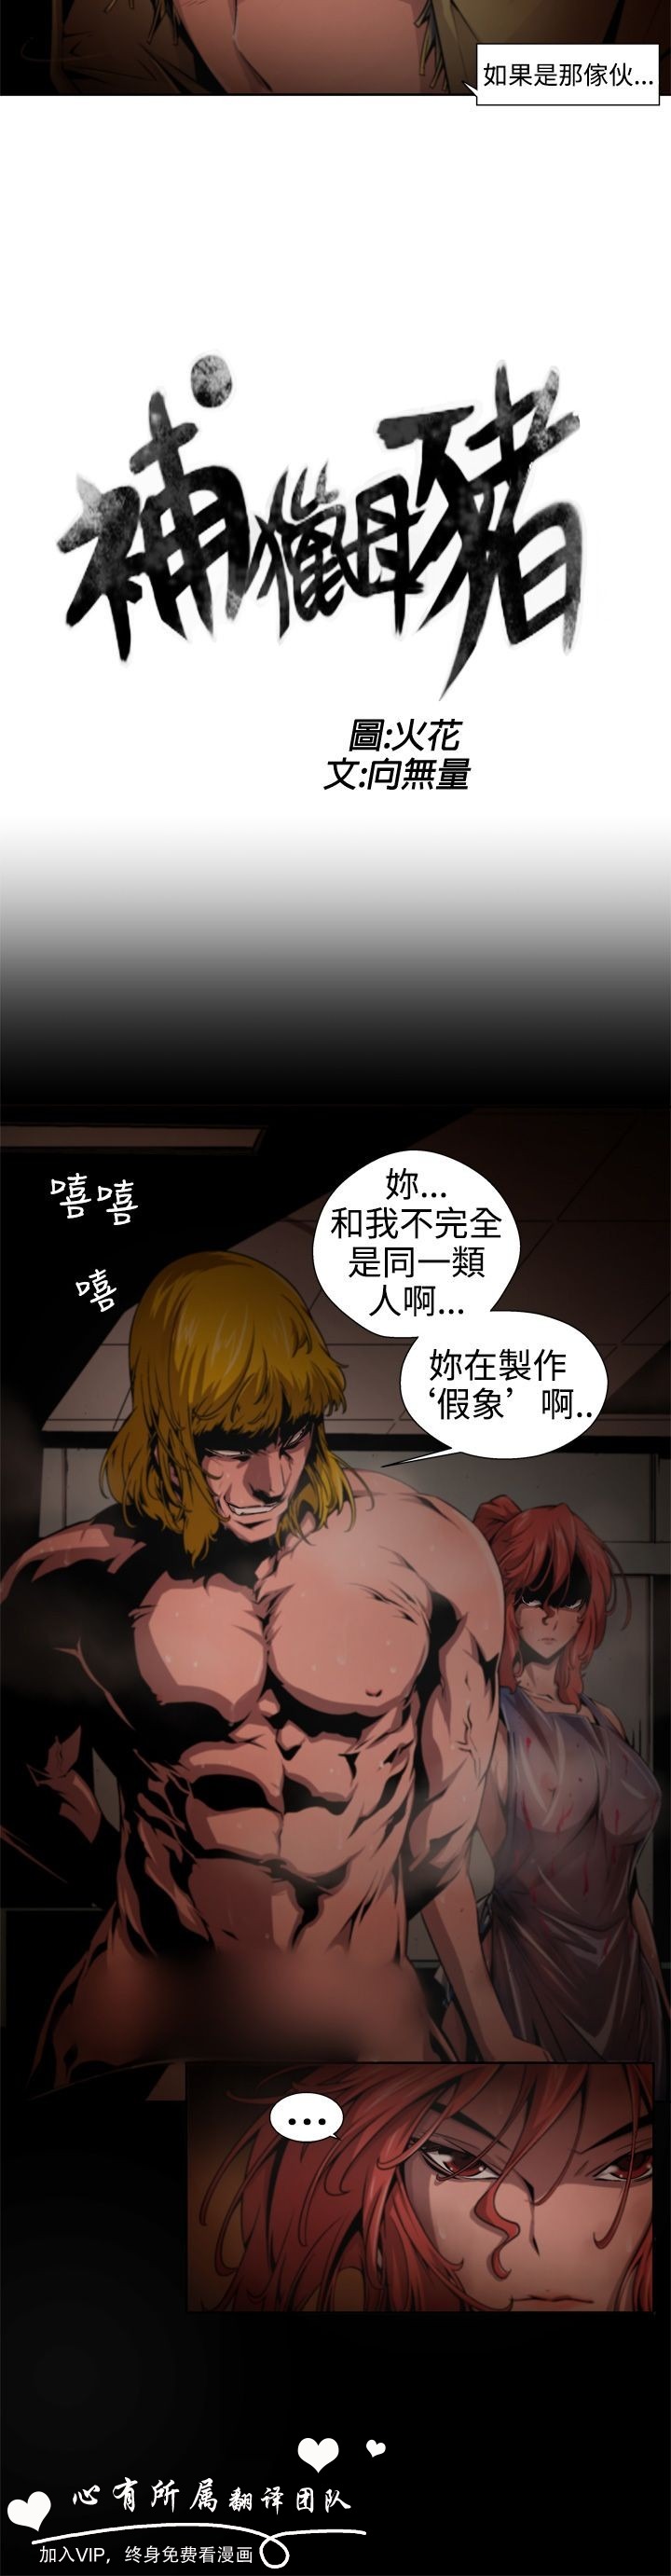 如果是那傢伙...
補獵母豬
圖:火花
文:向無量
嘻嘻
嘻
妳...
和我不完全
是同一類
人啊...
妳在製作
‘假象’ 啊..
...
心有所属翻译团队
加入VIP，终身免费看漫画